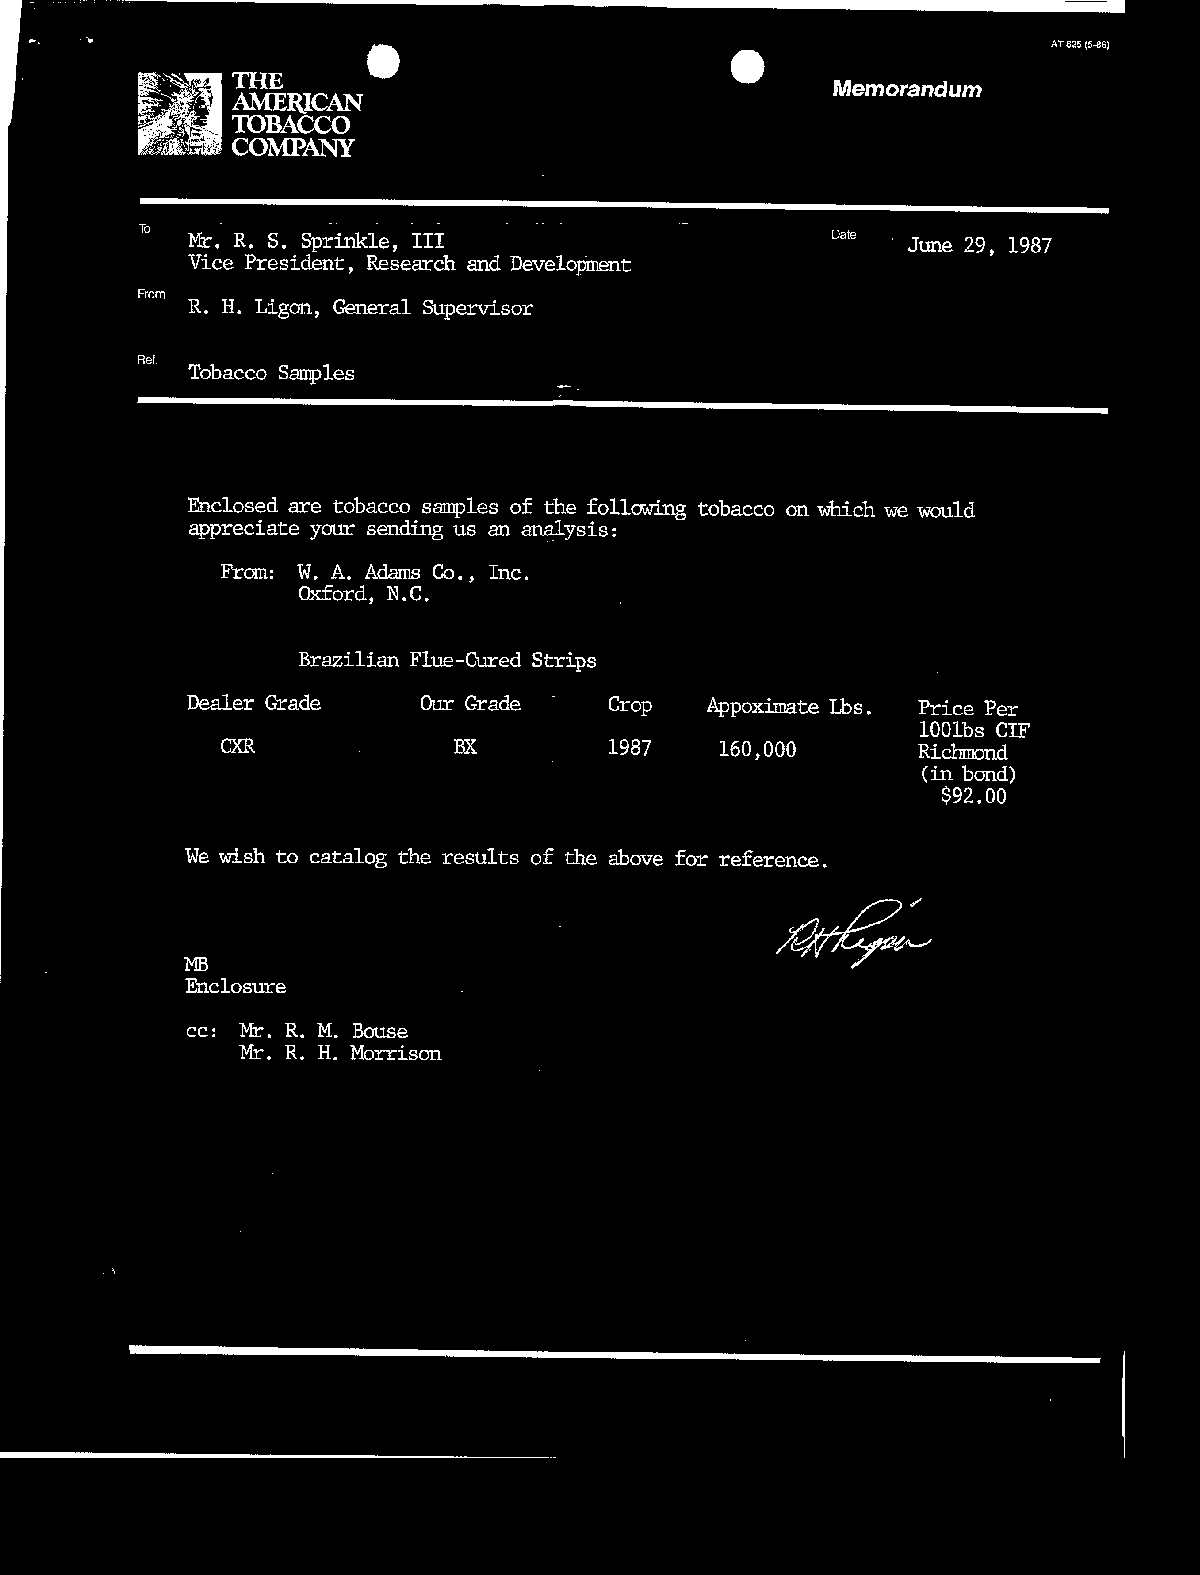 AT 825 (5-86)
THE
AMERICAN
TOBACCO
COMPANY
Memorandum
To Mr. R. S. Sprinkle, III
Vice President, Research and Development
Date June 29, 1987
From R. H. Ligon, General Supervisor
Ref. Tobacco Samples
Enclosed are tobacco samples of the following tobacco on which we would
appreciate your sending us an analysis:
From: W. A. Adams Co., Inc.
Oxford, N.C.
Brazilian Flue-Cured Strips
Dealer Grade Our Grade Crop Appoximate Lbs. Price Per
100lbs CIF
CXR BX 1987 160,000 Richmond
(in bond)
$92.00
We wish to catalog the results of the above for reference.
RH Ligon
MB
Enclosure
cc: Mr. R. M. Bouse
Mr. R. H. Morrison